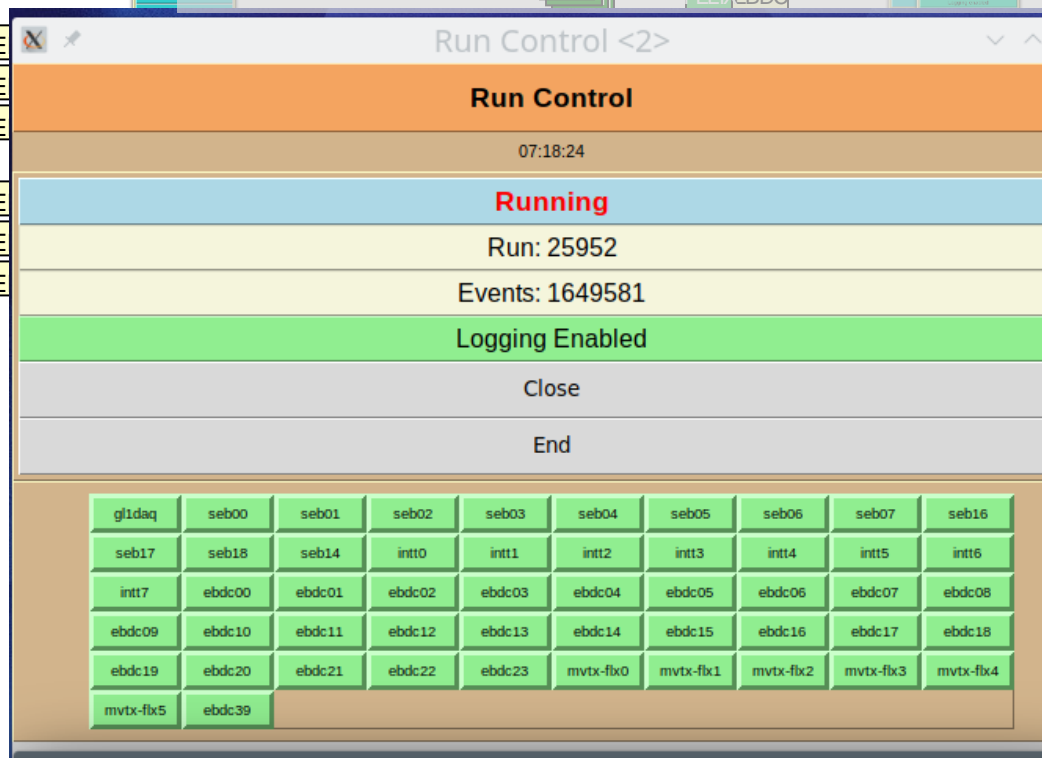 Run Control <2>
Run Control
07:18:24
Running
Run: 25952
Events: 1649581
Logging Enabled
Close
End
gl1daq seb00 seb01 seb02 seb03 seb04 seb05 seb06 seb07 seb16
seb17 seb18 seb14 intt0 intt1 intt2 intt3 intt4 intt5 intt6
intt7 ebdc00 ebdc01 ebdc02 ebdc03 ebdc04 ebdc05 ebdc06 ebdc07 ebdc08
ebdc09 ebdc10 ebdc11 ebdc12 ebdc13 ebdc14 ebdc15 ebdc16 ebdc17 ebdc18
ebdc19 ebdc20 ebdc21 ebdc22 ebdc23 mvtx-flx0 mvtx-flx1 mvtx-flx2 mvtx-flx3 mvtx-flx4
mvtx-flx5 ebdc39